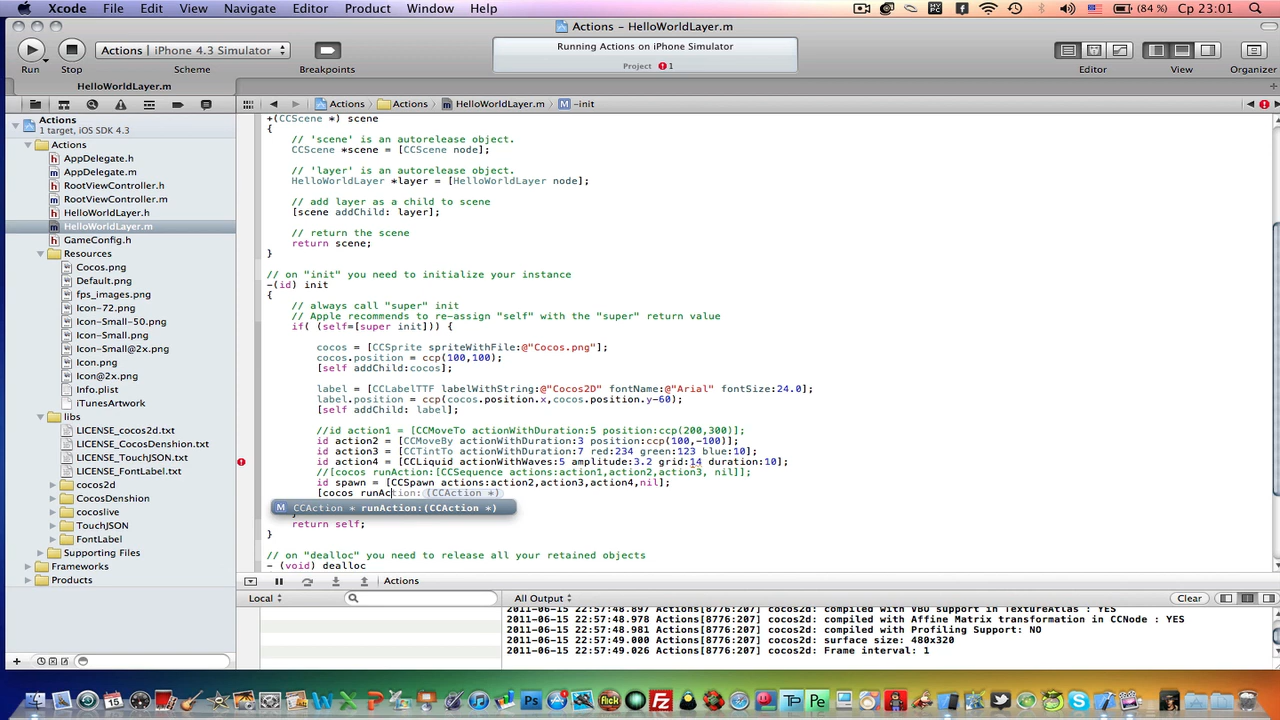 Xcode File Edit View Navigate Editor Product Window Help (84 %) Ср 23:01
Actions – HelloWorldLayer.m
Actions | iPhone 4.3 Simulator
Running Actions on iPhone Simulator
Project 1
Run Stop Scheme Breakpoints Editor View Organizer
HelloWorldLayer.m
Actions Actions HelloWorldLayer.m -init
Actions
1 target, iOS SDK 4.3
Actions
AppDelegate.h
AppDelegate.m
RootViewController.h
RootViewController.m
HelloWorldLayer.h
HelloWorldLayer.m
GameConfig.h
Resources
Cocos.png
Default.png
fps_images.png
Icon-72.png
Icon-Small-50.png
Icon-Small.png
Icon-Small@2x.png
Icon.png
Icon@2x.png
Info.plist
iTunesArtwork
libs
LICENSE_cocos2d.txt
LICENSE_CocosDenshion.txt
LICENSE_TouchJSON.txt
LICENSE_FontLabel.txt
cocos2d
CocosDenshion
cocoslive
TouchJSON
FontLabel
Supporting Files
Frameworks
Products
+(CCScene *) scene
{
// 'scene' is an autorelease object.
CCScene *scene = [CCScene node];
// 'layer' is an autorelease object.
HelloWorldLayer *layer = [HelloWorldLayer node];
// add layer as a child to scene
[scene addChild: layer];
// return the scene
return scene;
}
// on "init" you need to initialize your instance
-(id) init
{
// always call "super" init
// Apple recommends to re-assign "self" with the "super" return value
if( (self=[super init])) {
cocos = [CCSprite spriteWithFile:@"Cocos.png"];
cocos.position = ccp(100,100);
[self addChild:cocos];
label = [CCLabelTTF labelWithString:@"Cocos2D" fontName:@"Arial" fontSize:24.0];
label.position = ccp(cocos.position.x,cocos.position.y-60);
[self addChild: label];
//id action1 = [CCMoveTo actionWithDuration:5 position:ccp(200,300)];
id action2 = [CCMoveBy actionWithDuration:3 position:ccp(100,-100)];
id action3 = [CCTintTo actionWithDuration:7 red:234 green:123 blue:10];
id action4 = [CCLiquid actionWithWaves:5 amplitude:3.2 grid:14 duration:10];
//[cocos runAction:[CCSequence actions:action1,action2,action3, nil]];
id spawn = [CCSpawn actions:action2,action3,action4,nil];
[cocos runAction:(CCAction *)
M CCAction * runAction:(CCAction *)
return self;
}
// on "dealloc" you need to release all your retained objects
- (void) dealloc
Actions
Local All Output Clear
2011-06-15 22:57:48.897 Actions[8776:207] cocos2d: compiled with VBO support in TextureAtlas : YES
2011-06-15 22:57:48.978 Actions[8776:207] cocos2d: compiled with Affine Matrix transformation in CCNode : YES
2011-06-15 22:57:48.981 Actions[8776:207] cocos2d: compiled with Profiling Support: NO
2011-06-15 22:57:49.000 Actions[8776:207] cocos2d: surface size: 480x320
2011-06-15 22:57:49.026 Actions[8776:207] cocos2d: Frame interval: 1